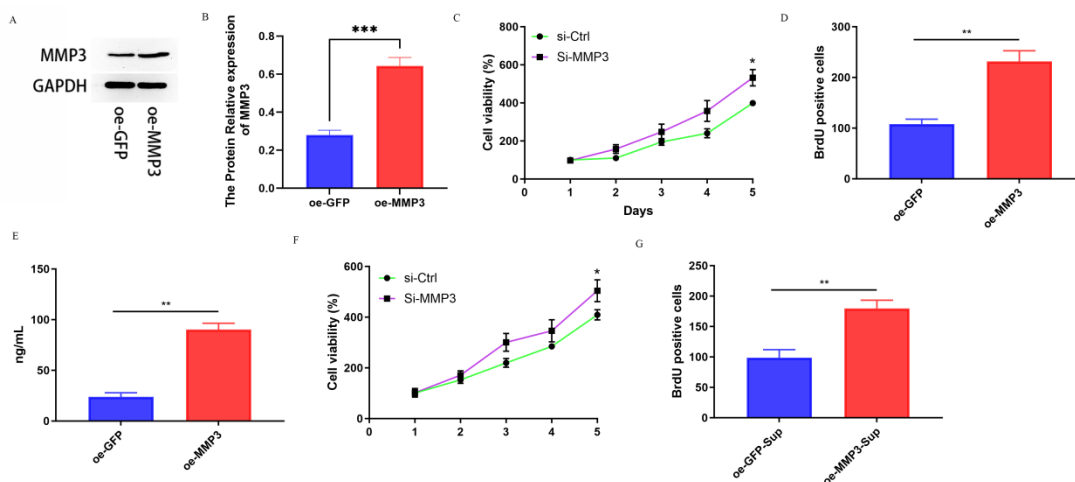 A
MMP3
GAPDH
oe-GFP
oe-MMP3
B
The Protein Relative expression
of MMP3
***
0.8
0.6
0.4
0.2
0.0
oe-GFP
oe-MMP3
C
si-Ctrl
Si-MMP3
Cell viability (%)
800
600
400
200
0
*
0 1 2 3 4 5
Days
D
BrdU positive cells
300
200
100
0
**
oe-GFP
oe-MMP3
E
ng/mL
150
100
50
0
**
oe-GFP
oe-MMP3
F
si-Ctrl
Si-MMP3
Cell viability (%)
600
400
200
0
*
0 1 2 3 4 5
G
BrdU positive cells
250
200
150
100
50
0
**
oe-GFP-Sup
oe-MMP3-Sup